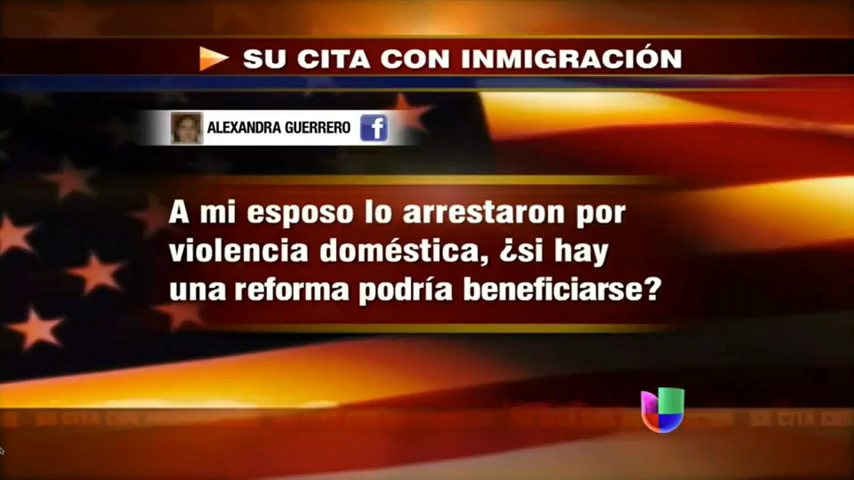 SU CITA CON INMIGRACIÓN
ALEXANDRA GUERRERO f
A mi esposo lo arrestaron por
violencia doméstica, ¿si hay
una reforma podría beneficiarse?